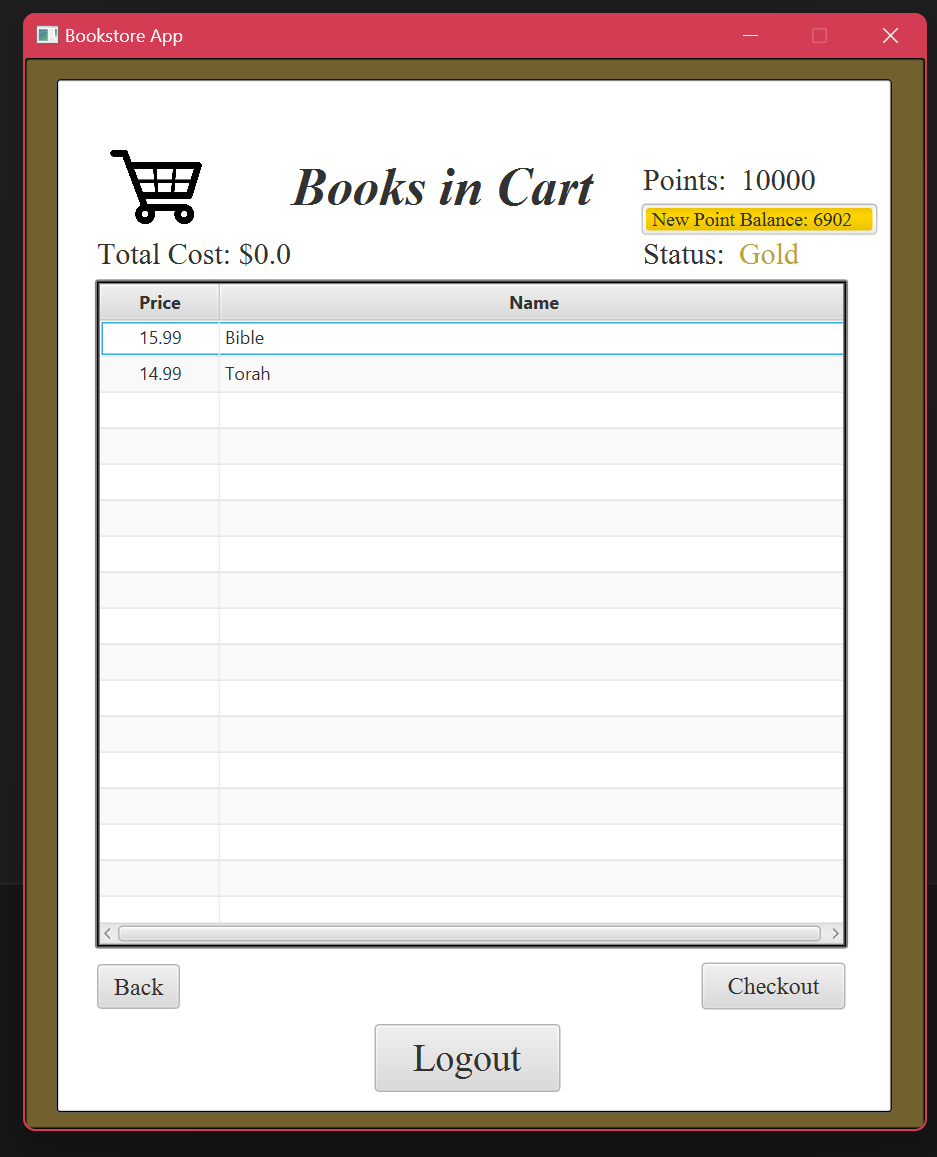 Bookstore App
Books in Cart
Points: 10000
New Point Balance: 6902
Total Cost: $0.0
Status: Gold
Price Name
15.99 Bible
14.99 Torah
Back
Checkout
Logout